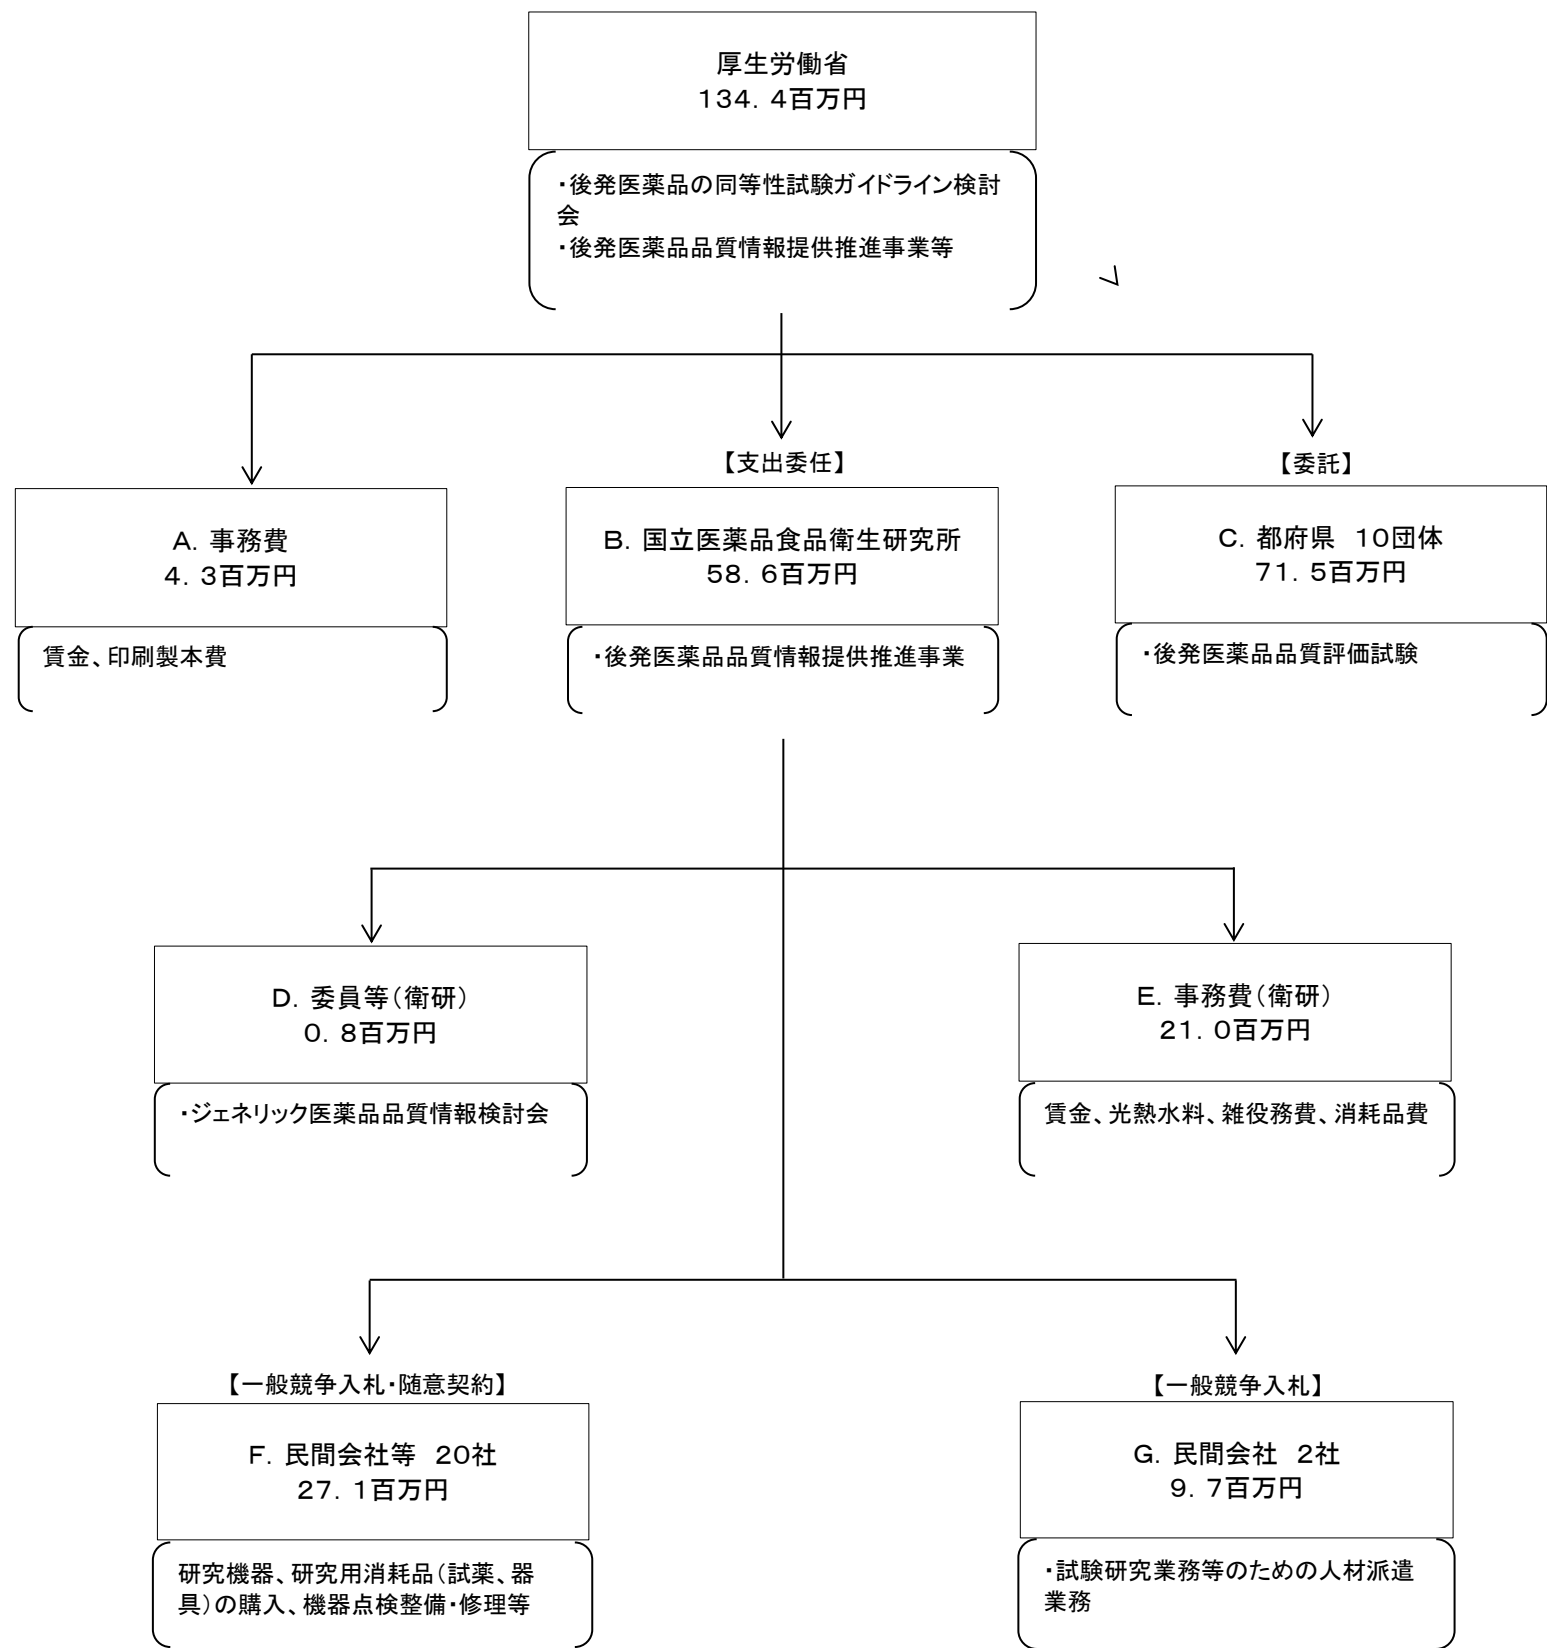 厚生労働省
134．4百万円
・後発医薬品の同等性試験ガイドライン検討
会
・後発医薬品品質情報提供推進事業等
【支出委任】
【委託】
A．事務費
4．3百万円
B．国立医薬品食品衛生研究所
58．6百万円
C．都府県　10団体
71．5百万円
賃金、印刷製本費
・後発医薬品品質情報提供推進事業
・後発医薬品品質評価試験
D．委員等（衛研）
0．8百万円
E．事務費（衛研）
21．0百万円
・ジェネリック医薬品品質情報検討会
賃金、光熱水料、雑役務費、消耗品費
【一般競争入札・随意契約】
【一般競争入札】
F．民間会社等　20社
27．1百万円
G．民間会社　2社
9．7百万円
研究機器、研究用消耗品（試薬、器
具）の購入、機器点検整備・修理等
・試験研究業務等のための人材派遣
業務